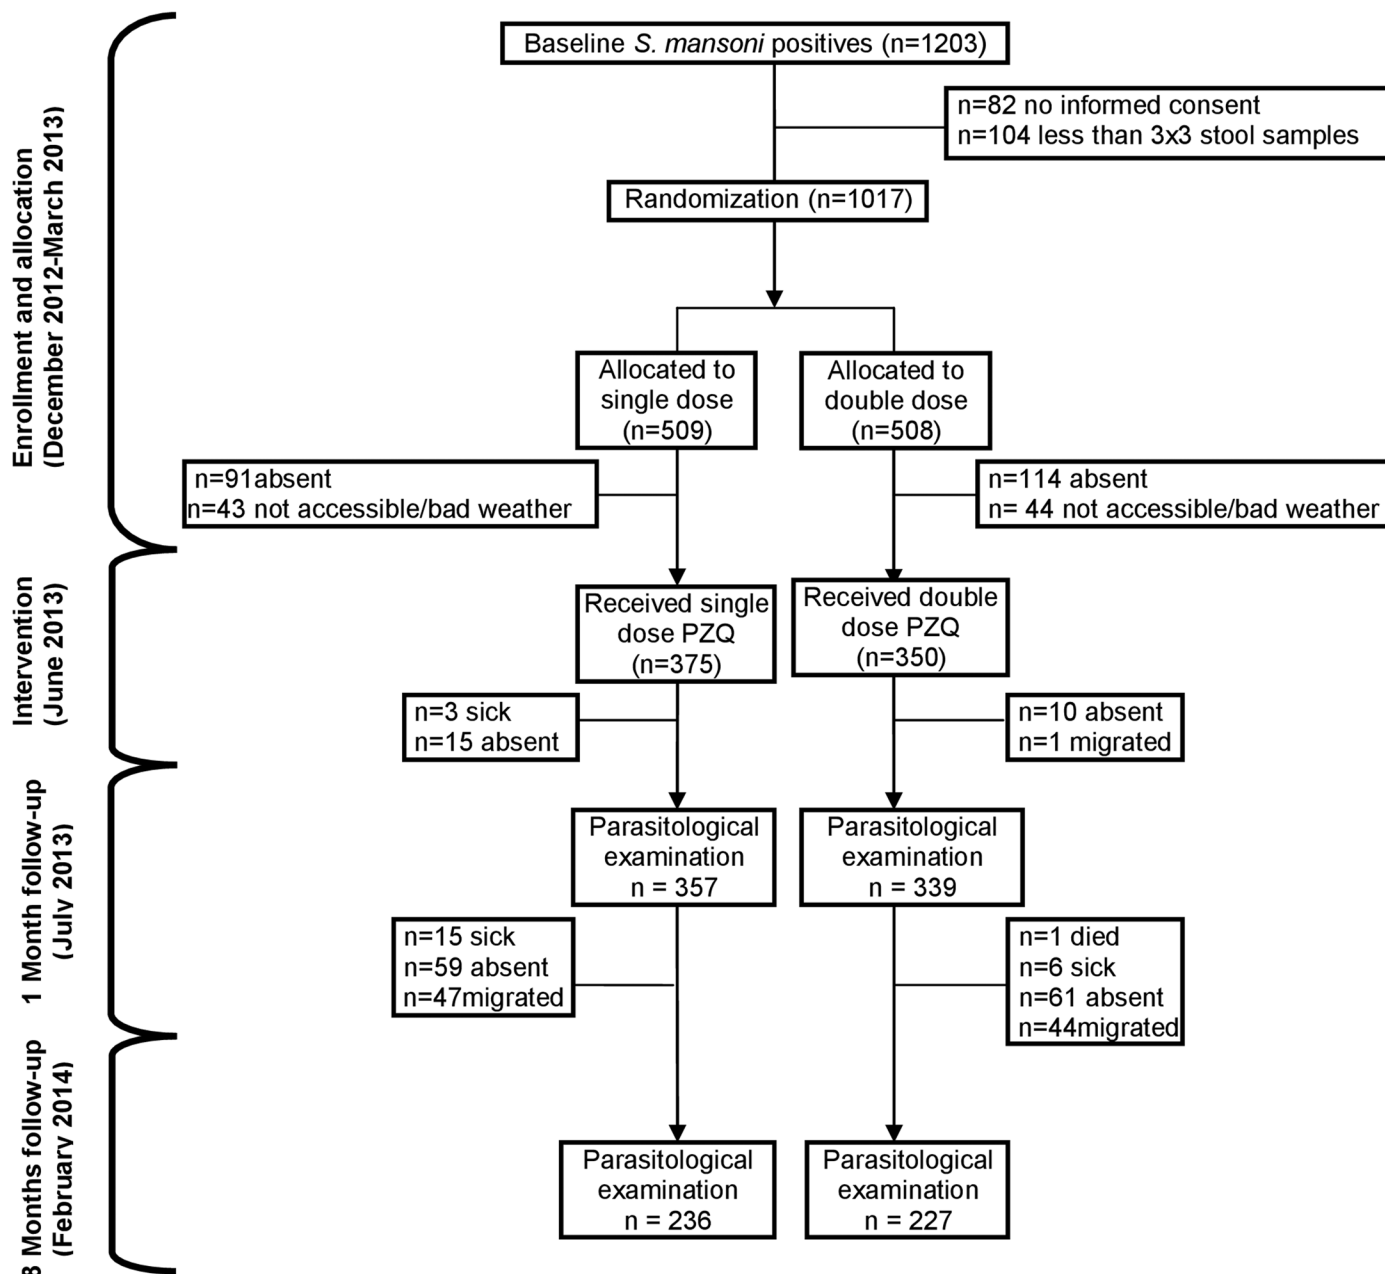 Baseline S. mansoni positives (n=1203)
n=82 no informed consent
n=104 less than 3x3 stool samples
Randomization (n=1017)
Enrollment and allocation
(December 2012-March 2013)
Allocated to
single dose
(n=509)
Allocated to
double dose
(n=508)
n=91absent
n=43 not accessible/bad weather
n=114 absent
n= 44 not accessible/bad weather
Intervention
(June 2013)
Received single
dose PZQ
(n=375)
Received double
dose PZQ
(n=350)
n=3 sick
n=15 absent
n=10 absent
n=1 migrated
1 Month follow-up
(July 2013)
Parasitological
examination
n = 357
Parasitological
examination
n = 339
n=15 sick
n=59 absent
n=47migrated
n=1 died
n=6 sick
n=61 absent
n=44migrated
8 Months follow-up
(February 2014)
Parasitological
examination
n = 236
Parasitological
examination
n = 227